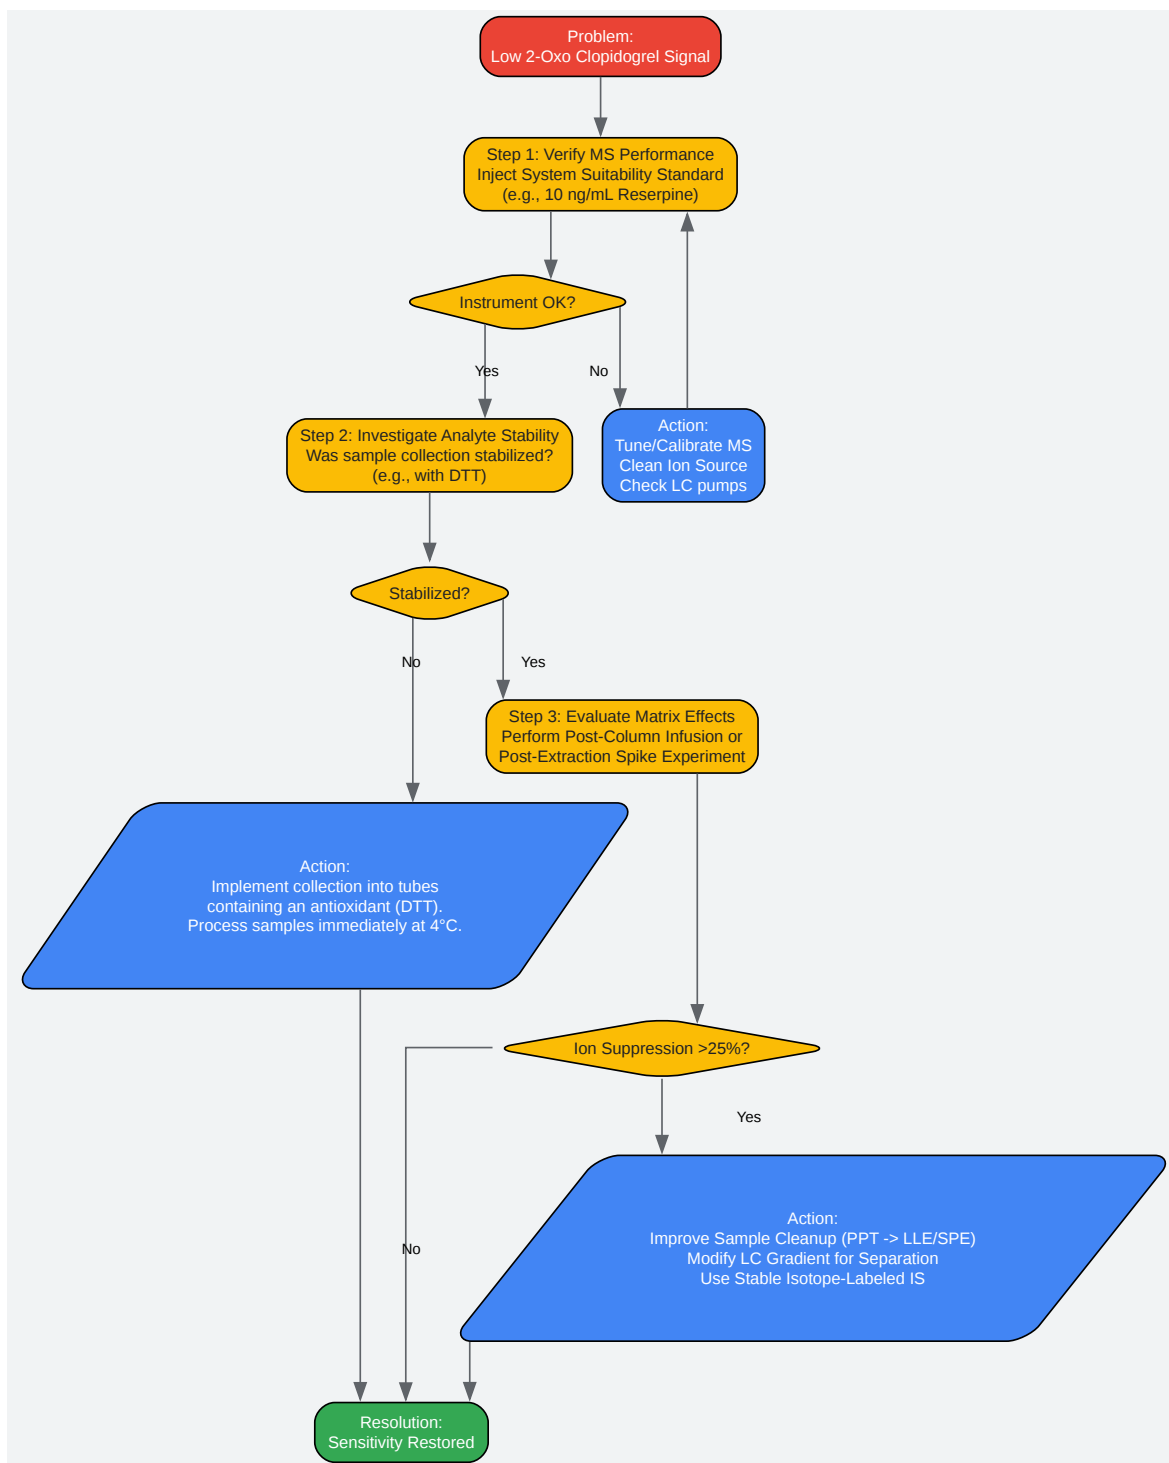 Problem:
Low 2-Oxo Clopidogrel Signal
Step 1: Verify MS Performance
Inject System Suitability Standard
(e.g., 10 ng/mL Reserpine)
Instrument OK?
Yes
No
Step 2: Investigate Analyte Stability
Was sample collection stabilized?
(e.g., with DTT)
Action:
Tune/Calibrate MS
Clean Ion Source
Check LC pumps
Stabilized?
No
Yes
Step 3: Evaluate Matrix Effects
Perform Post-Column Infusion or
Post-Extraction Spike Experiment
Action:
Implement collection into tubes
containing an antioxidant (DTT).
Process samples immediately at 4°C.
Ion Suppression >25%?
Yes
No
Action:
Improve Sample Cleanup (PPT -> LLE/SPE)
Modify LC Gradient for Separation
Use Stable Isotope-Labeled IS
Resolution:
Sensitivity Restored